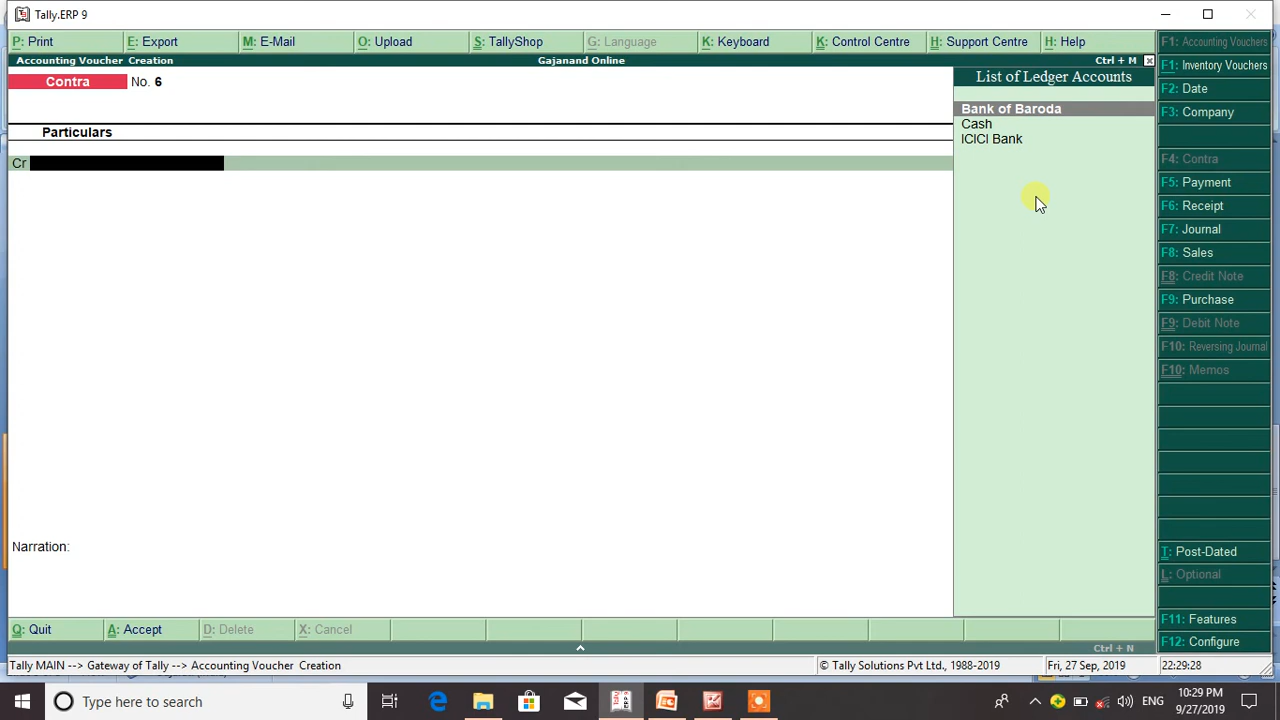 Tally.ERP 9
P: Print
E: Export
M: E-Mail
O: Upload
S: TallyShop
G: Language
K: Keyboard
K: Control Centre
H: Support Centre
H: Help
Accounting Voucher Creation
Gajanand Online
Ctrl + M
Contra No. 6
Particulars
Cr
Narration:
List of Ledger Accounts
Bank of Baroda
Cash
ICICI Bank
F1: Accounting Vouchers
F1: Inventory Vouchers
F2: Date
F3: Company
F4: Contra
F5: Payment
F6: Receipt
F7: Journal
F8: Sales
F8: Credit Note
F9: Purchase
F9: Debit Note
F10: Reversing Journal
F10: Memos
T: Post-Dated
L: Optional
F11: Features
F12: Configure
Q: Quit
A: Accept
D: Delete
X: Cancel
Ctrl + N
Tally MAIN --> Gateway of Tally --> Accounting Voucher Creation
© Tally Solutions Pvt Ltd., 1988-2019
Fri, 27 Sep, 2019
22:29:28
Type here to search
ENG
10:29 PM
9/27/2019